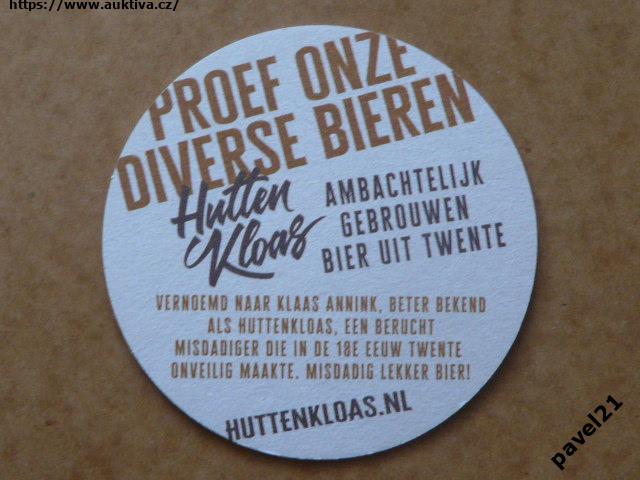 https://www.auktiva.cz/
PROEF ONZE
DIVERSE BIEREN
Hutten
Kloas
AMBACHTELIJK
GEBROUWEN
BIER UIT TWENTE
VERNOEMD NAAR KLAAS ANNINK, BETER BEKEND
ALS HUTTENKLOAS, EEN BERUCHT
MISDADIGER DIE IN DE 18E EEUW TWENTE
ONVEILIG MAAKTE. MISDADIG LEKKER BIER!
HUTTENKLOAS.NL
pavel21